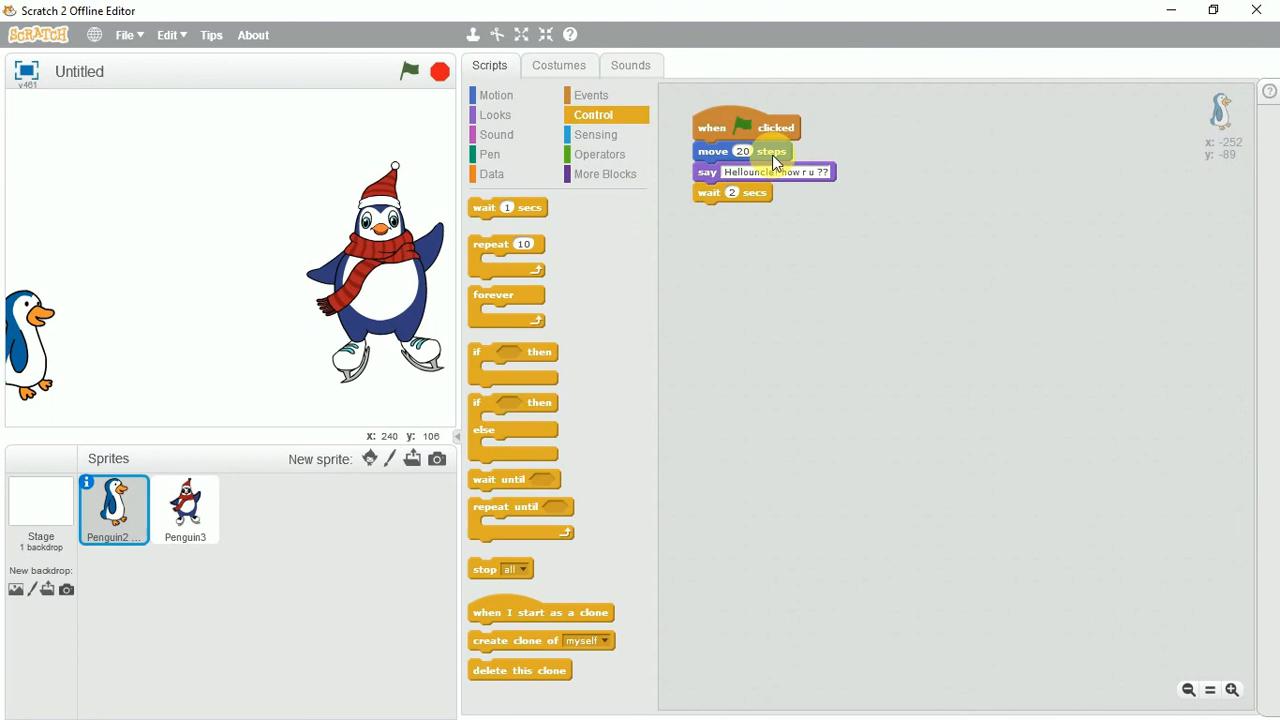 Scratch 2 Offline Editor
SCRATCH File Edit Tips About
v461 Untitled
Scripts Costumes Sounds
Motion Events
Looks Control
Sound Sensing
Pen Operators
Data More Blocks
wait 1 secs
repeat 10
forever
if then
if then
else
wait until
repeat until
stop all
when I start as a clone
create clone of myself
delete this clone
when clicked
move 20 steps
say Hellouncle! how r u ??
wait 2 secs
x: -252
y: -89
x: 240 y: 106
Sprites New sprite:
Stage
1 backdrop
New backdrop:
Penguin2 ...
Penguin3